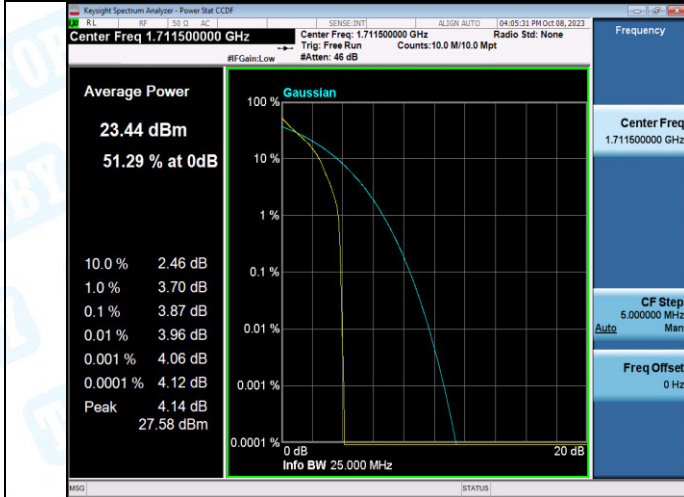 Keysight Spectrum Analyzer - Power Stat CCDF
RL RF 50 Ω AC SENSE:INT ALIGN AUTO 04:05:31 PM Oct 08, 2023
Center Freq 1.711500000 GHz
#IFGain:Low
Center Freq: 1.711500000 GHz
Radio Std: None
Trig: Free Run Counts:10.0 M/10.0 Mpt
#Atten: 46 dB
Frequency
Average Power
23.44 dBm
51.29 % at 0dB
10.0 % 2.46 dB
1.0 % 3.70 dB
0.1 % 3.87 dB
0.01 % 3.96 dB
0.001 % 4.06 dB
0.0001 % 4.12 dB
Peak 4.14 dB
27.58 dBm
Gaussian
100 %
10 %
1 %
0.1 %
0.01 %
0.001 %
0.0001 %
0 dB
20 dB
Info BW 25.000 MHz
Center Freq
1.711500000 GHz
CF Step
5.000000 MHz
Auto Man
Freq Offset
0 Hz
MSG
STATUS